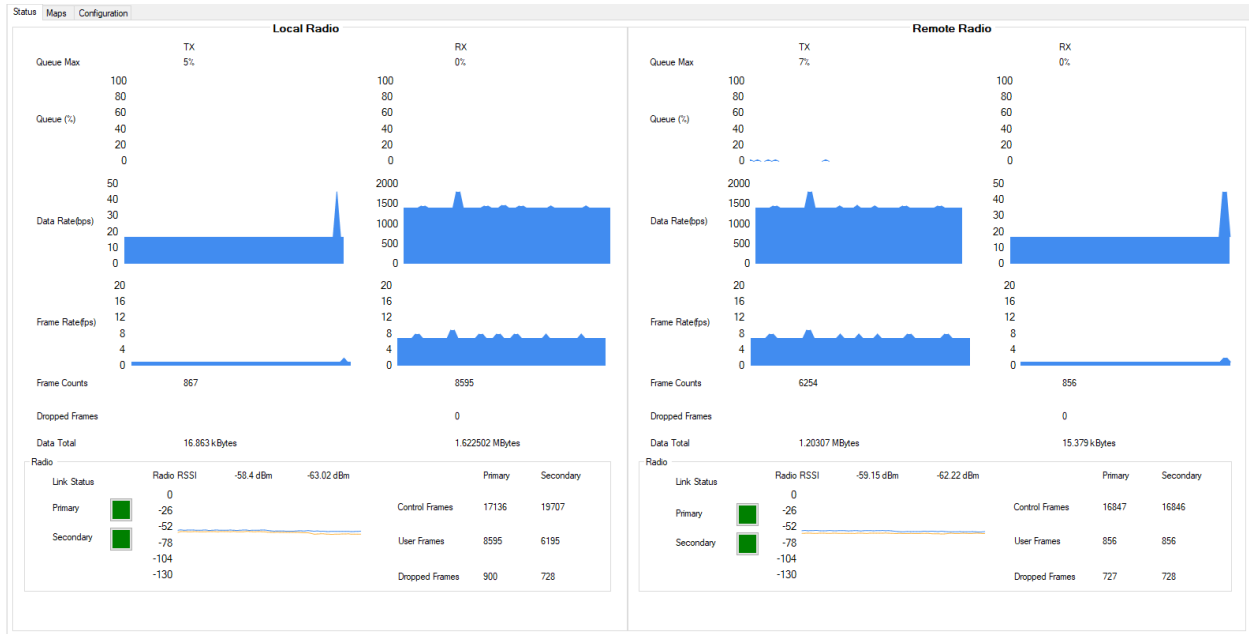 Status Maps Configuration
Local Radio
TX RX
Queue Max 5% 0%
Queue (%)
100 100
80 80
60 60
40 40
20 20
0 0
Data Rate(bps)
50 2000
40 1500
30 1000
20 500
10 0
0
Frame Rate(fps)
20 20
16 16
12 12
8 8
4 4
0 0
Frame Counts 867 8595
Dropped Frames 0
Data Total 16.863 kBytes 1.622502 MBytes
Radio
Link Status
Primary
Secondary
Radio RSSI -58.4 dBm -63.02 dBm
0
-26
-52
-78
-104
-130
Primary Secondary
Control Frames 17136 19707
User Frames 8595 6195
Dropped Frames 900 728
Remote Radio
TX RX
Queue Max 7% 0%
Queue (%)
100 100
80 80
60 60
40 40
20 20
0 0
Data Rate(bps)
2000 50
1500 40
1000 30
500 20
0 10
0
Frame Rate(fps)
20 20
16 16
12 12
8 8
4 4
0 0
Frame Counts 6254 856
Dropped Frames 0
Data Total 1.20307 MBytes 15.379 kBytes
Radio
Link Status
Primary
Secondary
Radio RSSI -59.15 dBm -62.22 dBm
0
-26
-52
-78
-104
-130
Primary Secondary
Control Frames 16847 16846
User Frames 856 856
Dropped Frames 727 728